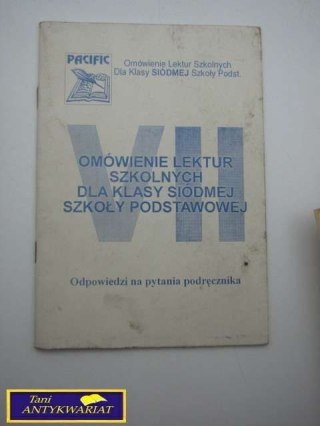 PACIFIC
Omówienie Lektur Szkolnych
Dla Klasy SIÓDMEJ Szkoły Podst.
VII
OMÓWIENIE LEKTUR
SZKOLNYCH
DLA KLASY SIÓDMEJ
SZKOŁY PODSTAWOWEJ
Odpowiedzi na pytania podręcznika
Tani
ANTYKWARIAT